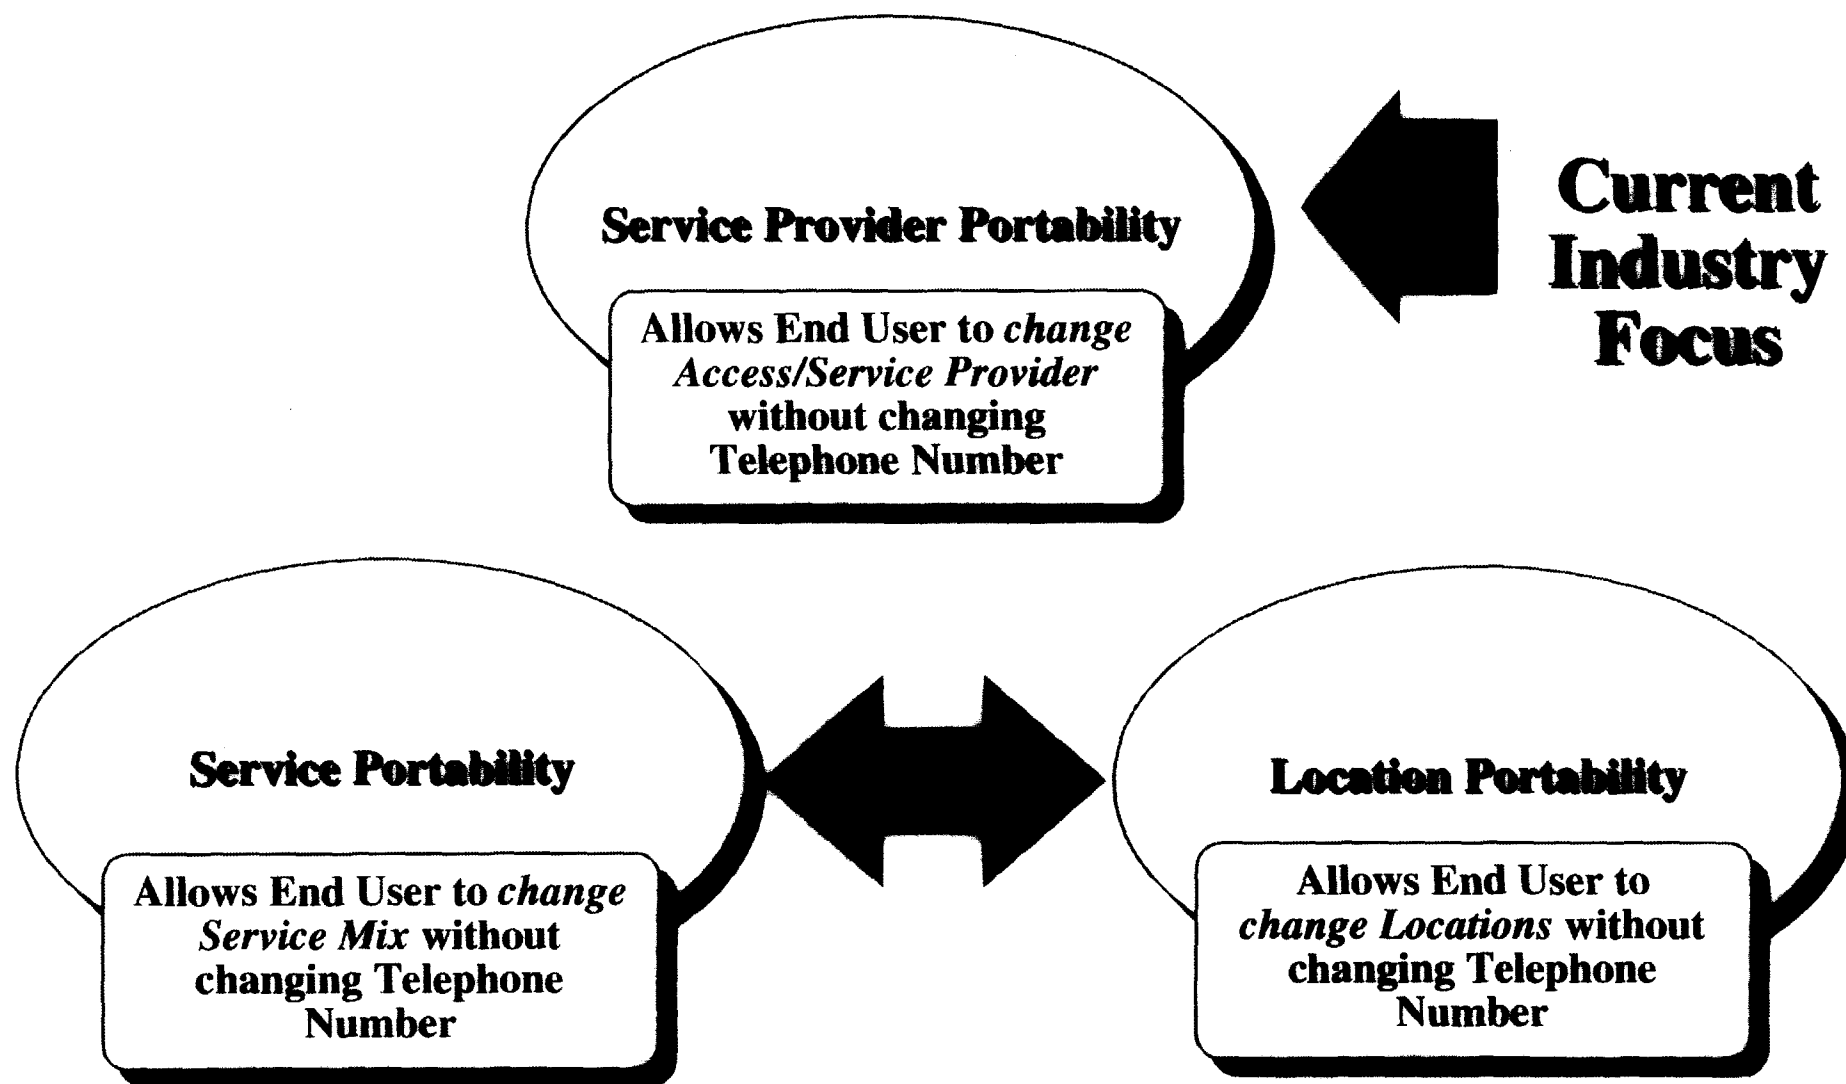 Service Provider Portability
Allows End User to change
Access/Service Provider
without changing
Telephone Number
Current
Industry
Focus
Service Portability
Allows End User to change
Service Mix without
changing Telephone
Number
Location Portability
Allows End User to
change Locations without
changing Telephone
Number